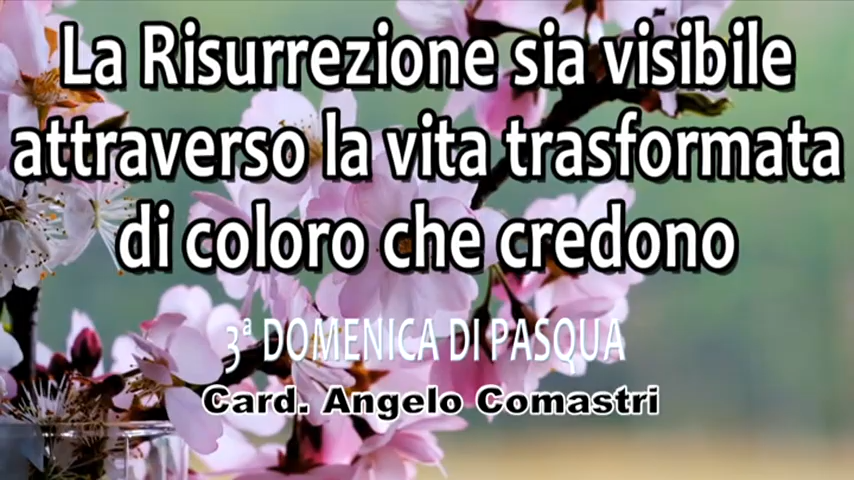 La Risurrezione sia visibile
attraverso la vita trasformata
di coloro che credono
3ª DOMENICA DI PASQUA
Card. Angelo Comastri